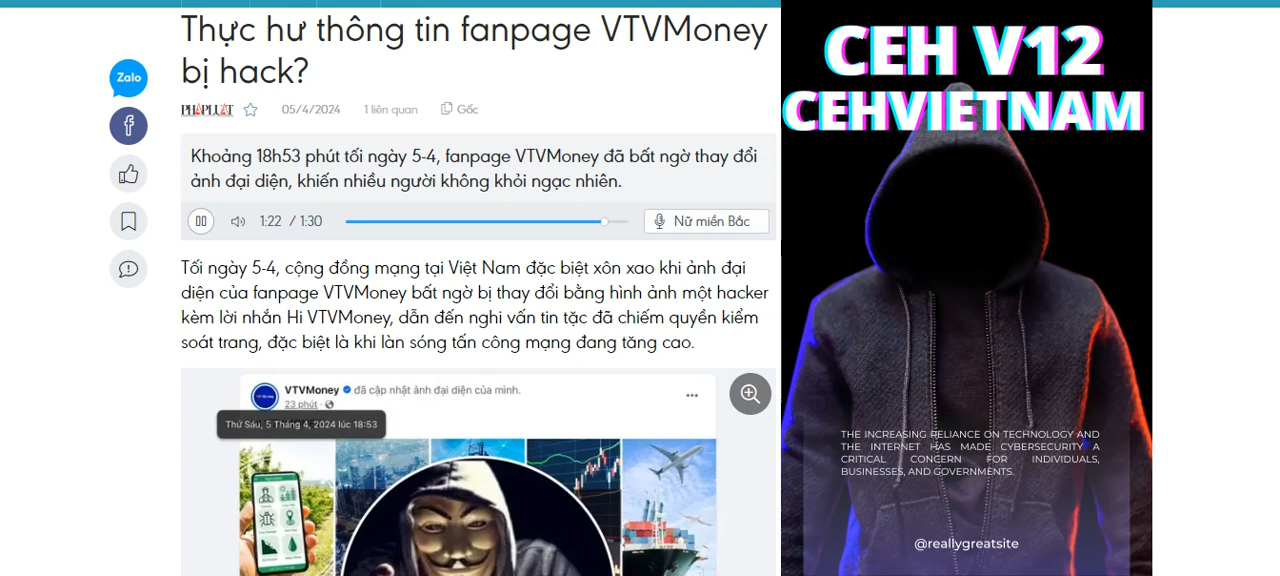 Thực hư thông tin fanpage VTVMoney
bị hack?
Zalo
PHÁPLUẬT
05/4/2024
1 liên quan
Gốc
Khoảng 18h53 phút tối ngày 5-4, fanpage VTVMoney đã bất ngờ thay đổi
ảnh đại diện, khiến nhiều người không khỏi ngạc nhiên.
1:22 / 1:30
Nữ miền Bắc
Tối ngày 5-4, cộng đồng mạng tại Việt Nam đặc biệt xôn xao khi ảnh đại
diện của fanpage VTVMoney bất ngờ bị thay đổi bằng hình ảnh một hacker
kèm lời nhắn Hi VTVMoney, dẫn đến nghi vấn tin tặc đã chiếm quyền kiểm
soát trang, đặc biệt là khi làn sóng tấn công mạng đang tăng cao.
VTVMoney đã cập nhật ảnh đại diện của mình.
23 phút
Thứ Sáu, 5 Tháng 4, 2024 lúc 18:53
CEH V12
CEHVIETNAM
THE INCREASING RELIANCE ON TECHNOLOGY AND
THE INTERNET HAS MADE CYBERSECURITY A
CRITICAL CONCERN FOR INDIVIDUALS,
BUSINESSES, AND GOVERNMENTS.
@reallygreatsite